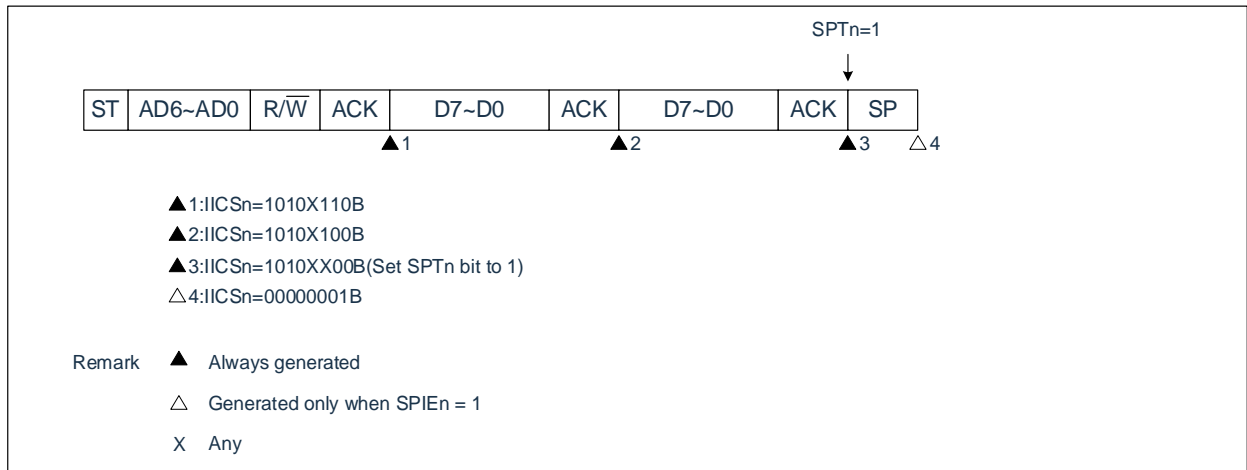 SPTn=1
ST AD6~AD0 R/W̅ ACK D7~D0 ACK D7~D0 ACK SP
▲1 ▲2 ▲3 △4
▲1:IICSn=1010X110B
▲2:IICSn=1010X100B
▲3:IICSn=1010XX00B(Set SPTn bit to 1)
△4:IICSn=00000001B
Remark ▲ Always generated
△ Generated only when SPIEn = 1
X Any